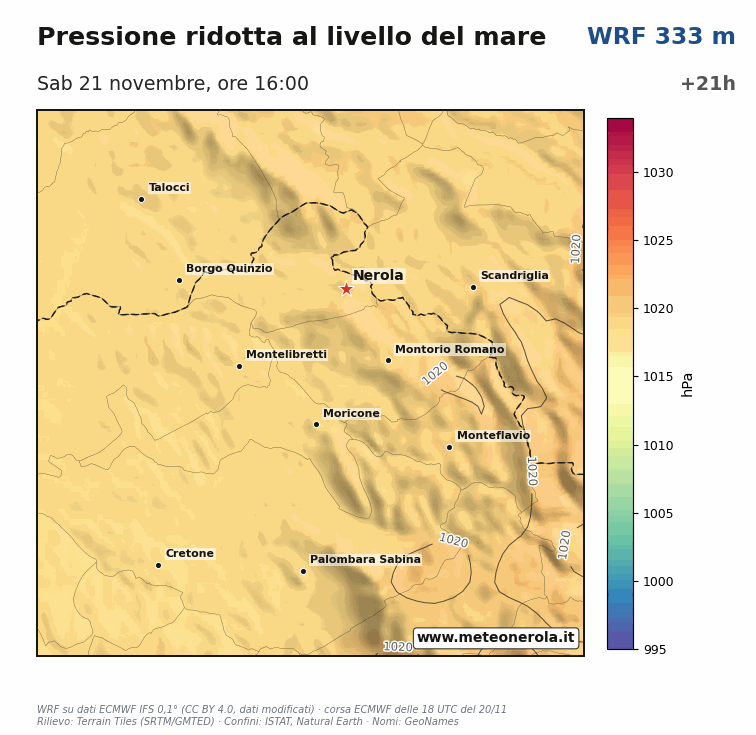 Pressione ridotta al livello del mare
WRF 333 m
Sab 21 novembre, ore 16:00
+21h
Talocci
Borgo Quinzio
Nerola
Scandriglia
1020
Montelibretti
Montorio Romano
1020
Moricone
Monteflavio
1020
1020
1020
Cretone
Palombara Sabina
1020
www.meteonerola.it
1030
1025
1020
1015
1010
1005
1000
995
hPa
WRF su dati ECMWF IFS 0,1° (CC BY 4.0, dati modificati) · corsa ECMWF delle 18 UTC del 20/11
Rilievo: Terrain Tiles (SRTM/GMTED) · Confini: ISTAT, Natural Earth · Nomi: GeoNames